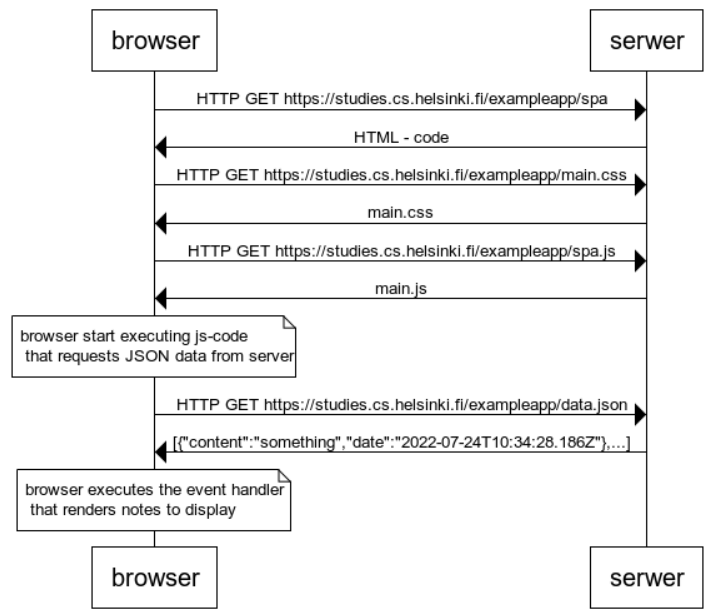 browser
serwer
HTTP GET https://studies.cs.helsinki.fi/exampleapp/spa
HTML - code
HTTP GET https://studies.cs.helsinki.fi/exampleapp/main.css
main.css
HTTP GET https://studies.cs.helsinki.fi/exampleapp/spa.js
main.js
browser start executing js-code
that requests JSON data from server
HTTP GET https://studies.cs.helsinki.fi/exampleapp/data.json
[{"content":"something","date":"2022-07-24T10:34:28.186Z"},...]
browser executes the event handler
that renders notes to display
browser
serwer